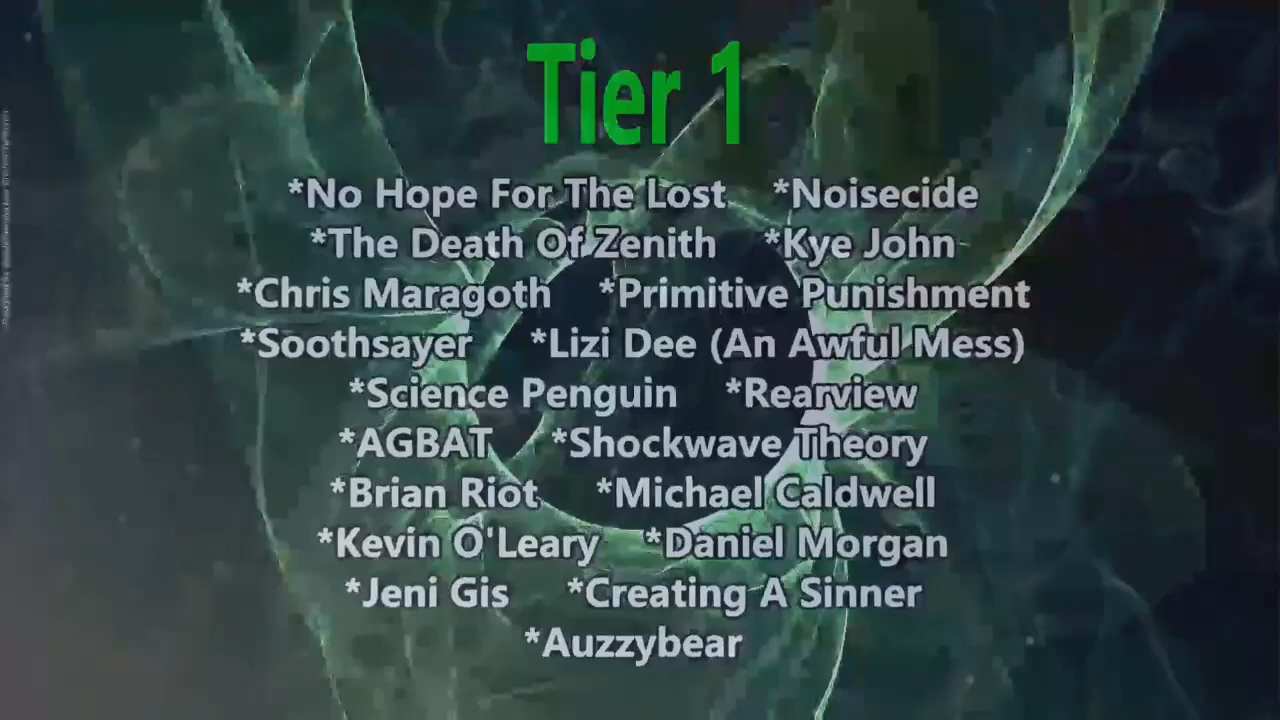 Tier 1
*No Hope For The Lost *Noisecide
*The Death Of Zenith *Kye John
*Chris Maragoth *Primitive Punishment
*Soothsayer *Lizi Dee (An Awful Mess)
*Science Penguin *Rearview
*AGBAT *Shockwave Theory
*Brian Riot *Michael Caldwell
*Kevin O'Leary *Daniel Morgan
*Jeni Gis *Creating A Sinner
*Auzzybear